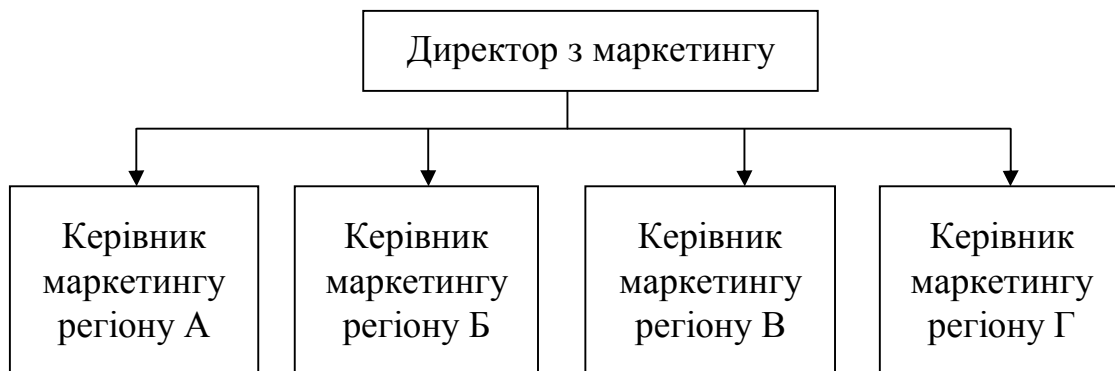 Директор з маркетингу
Керівник
маркетингу
регіону А
Керівник
маркетингу
регіону Б
Керівник
маркетингу
регіону В
Керівник
маркетингу
регіону Г